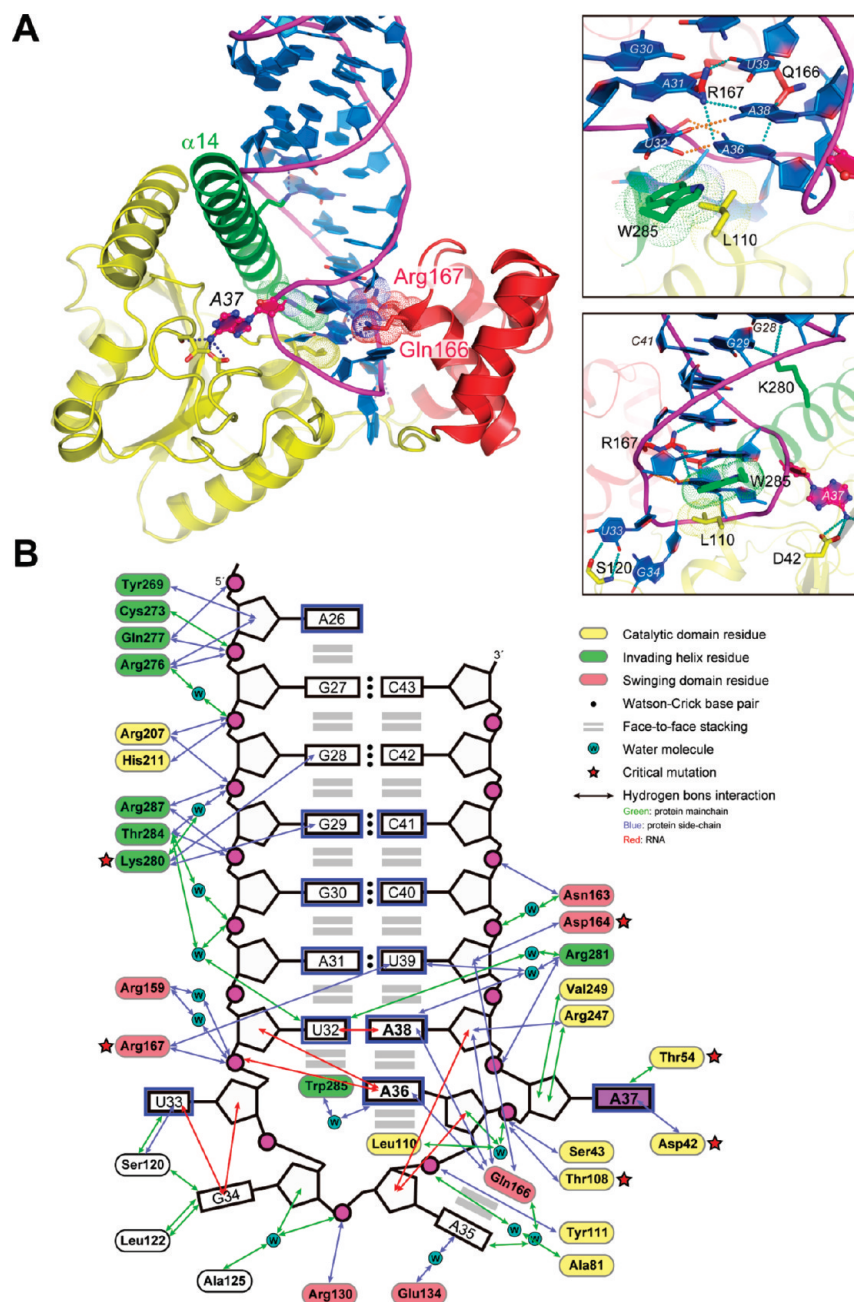 A
α14
A37
Arg167
Gln166
G30
U39
Q166
A31
R167
A38
U32
A36
W285
L110
G28
C41
G29
K280
R167
W285
A37
U33
L110
D42
S120
G34
B
5´
Tyr269
Cys273
A26
Gln277
3´
Arg276
G27
C43
W
Arg207
G28
C42
His211
Arg287
W
Thr284
G29
C41
Lys280
W
G30
C40
Asn163
W
W
Asp164
W
A31
U39
W
Arg281
W
Arg159
W
Val249
U32
A38
Arg247
Arg167
W
Thr54
Trp285
A36
A37
U33
W
Leu110
W
Ser43
Asp42
Ser120
Gln166
Thr108
G34
Leu122
A35
W
Tyr111
W
W
W
Ala81
Ala125
Arg130
Glu134
Catalytic domain residue
Invading helix residue
Swinging domain residue
Watson-Crick base pair
Face-to-face stacking
W Water molecule
Critical mutation
Hydrogen bons interaction
Green: protein mainchain
Blue: protein side-chain
Red: RNA